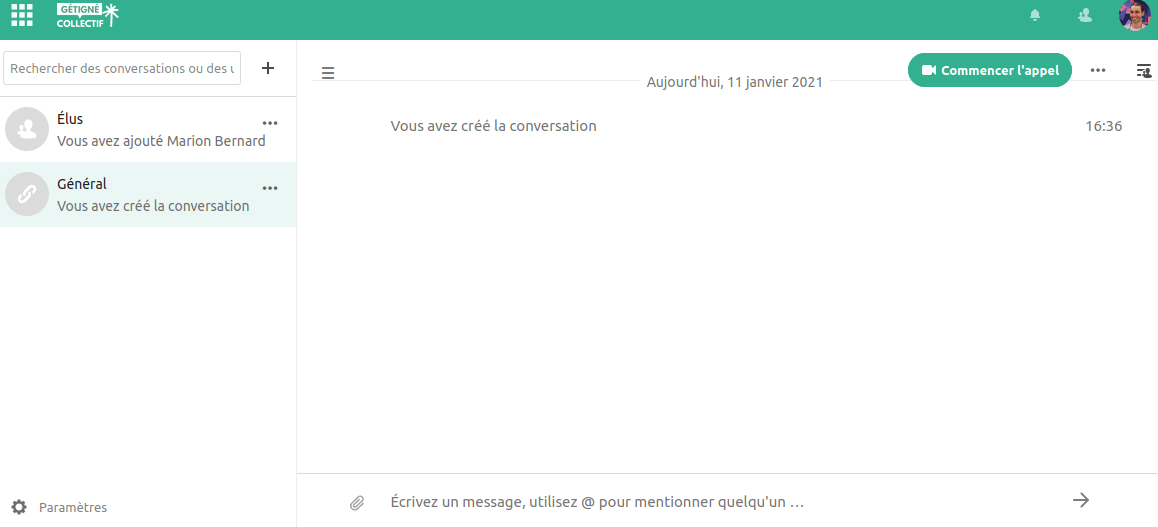 GÉTIGNÉ
COLLECTIF
Rechercher des conversations ou des u
Élus
Vous avez ajouté Marion Bernard
Général
Vous avez créé la conversation
Paramètres
Commencer l'appel
Aujourd'hui, 11 janvier 2021
Vous avez créé la conversation 16:36
Écrivez un message, utilisez @ pour mentionner quelqu'un …